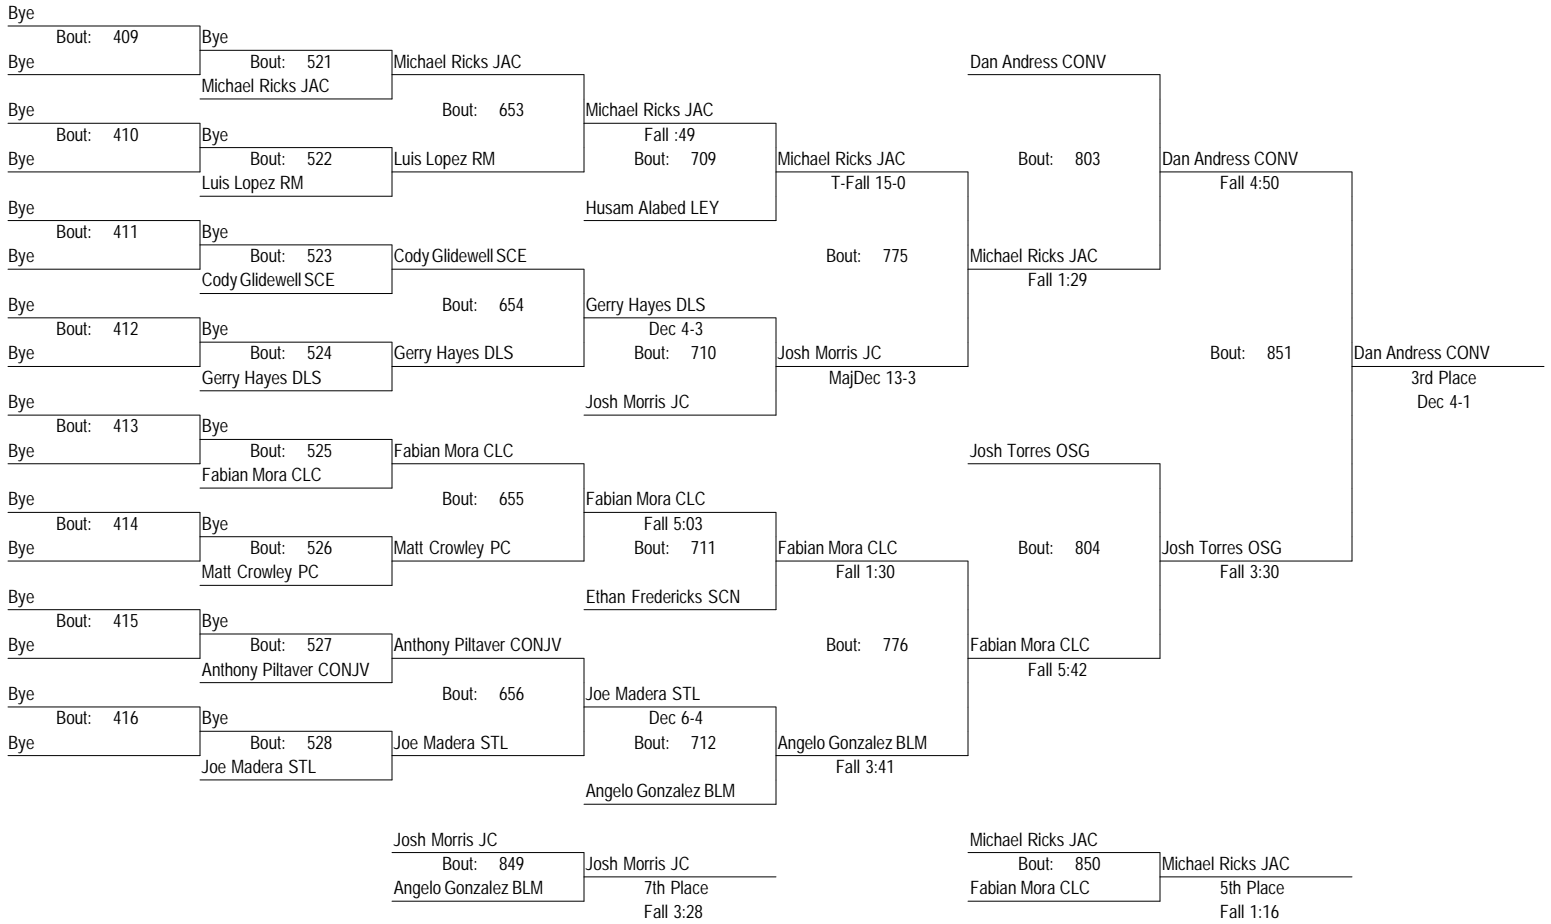 Bye
Bout: 409 Bye
Bye Bout: 521 Michael Ricks JAC Dan Andress CONV
Michael Ricks JAC
Bye Bout: 653 Michael Ricks JAC
Bout: 410 Bye Fall :49
Bye Bout: 522 Luis Lopez RM Bout: 709 Michael Ricks JAC Bout: 803 Dan Andress CONV
Luis Lopez RM T-Fall 15-0 Fall 4:50
Bye Husam Alabed LEY
Bout: 411 Bye
Bye Bout: 523 Cody Glidewell SCE Bout: 775 Michael Ricks JAC
Cody Glidewell SCE Fall 1:29
Bye Bout: 654 Gerry Hayes DLS
Bout: 412 Bye Dec 4-3
Bye Bout: 524 Gerry Hayes DLS Bout: 710 Josh Morris JC Bout: 851 Dan Andress CONV
Gerry Hayes DLS MajDec 13-3 3rd Place
Bye Josh Morris JC Dec 4-1
Bout: 413 Bye
Bye Bout: 525 Fabian Mora CLC Josh Torres OSG
Fabian Mora CLC
Bye Bout: 655 Fabian Mora CLC
Bout: 414 Bye Fall 5:03
Bye Bout: 526 Matt Crowley PC Bout: 711 Fabian Mora CLC Bout: 804 Josh Torres OSG
Matt Crowley PC Fall 1:30 Fall 3:30
Bye Ethan Fredericks SCN
Bout: 415 Bye
Bye Bout: 527 Anthony Piltaver CONJV Bout: 776 Fabian Mora CLC
Anthony Piltaver CONJV Fall 5:42
Bye Bout: 656 Joe Madera STL
Bout: 416 Bye Dec 6-4
Bye Bout: 528 Joe Madera STL Bout: 712 Angelo Gonzalez BLM
Joe Madera STL Fall 3:41
Angelo Gonzalez BLM
Josh Morris JC Michael Ricks JAC
Bout: 849 Josh Morris JC Bout: 850 Michael Ricks JAC
Angelo Gonzalez BLM 7th Place Fabian Mora CLC 5th Place
Fall 3:28 Fall 1:16